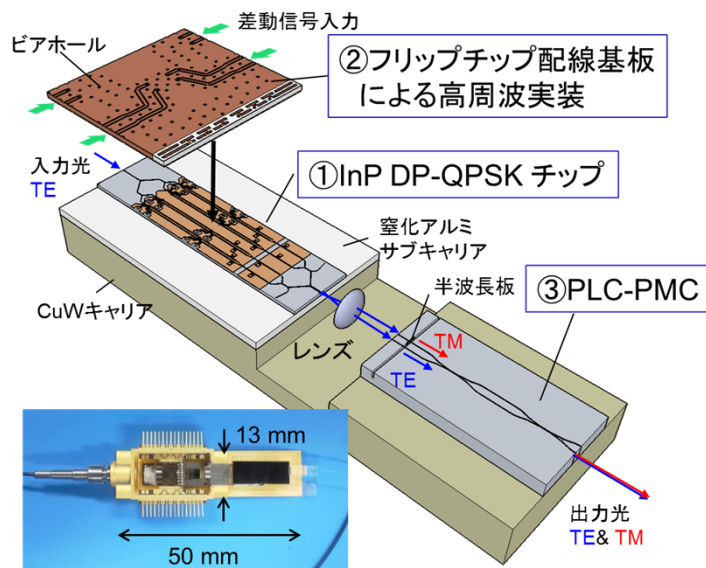 差動信号入力
ビアホール
②フリップチップ配線基板
による高周波実装
入力光
TE
①InP DP-QPSK チップ
窒化アルミ
サブキャリア
CuWキャリア
半波長板
③PLC-PMC
レンズ
TM
TE
13 mm
50 mm
出力光
TE& TM